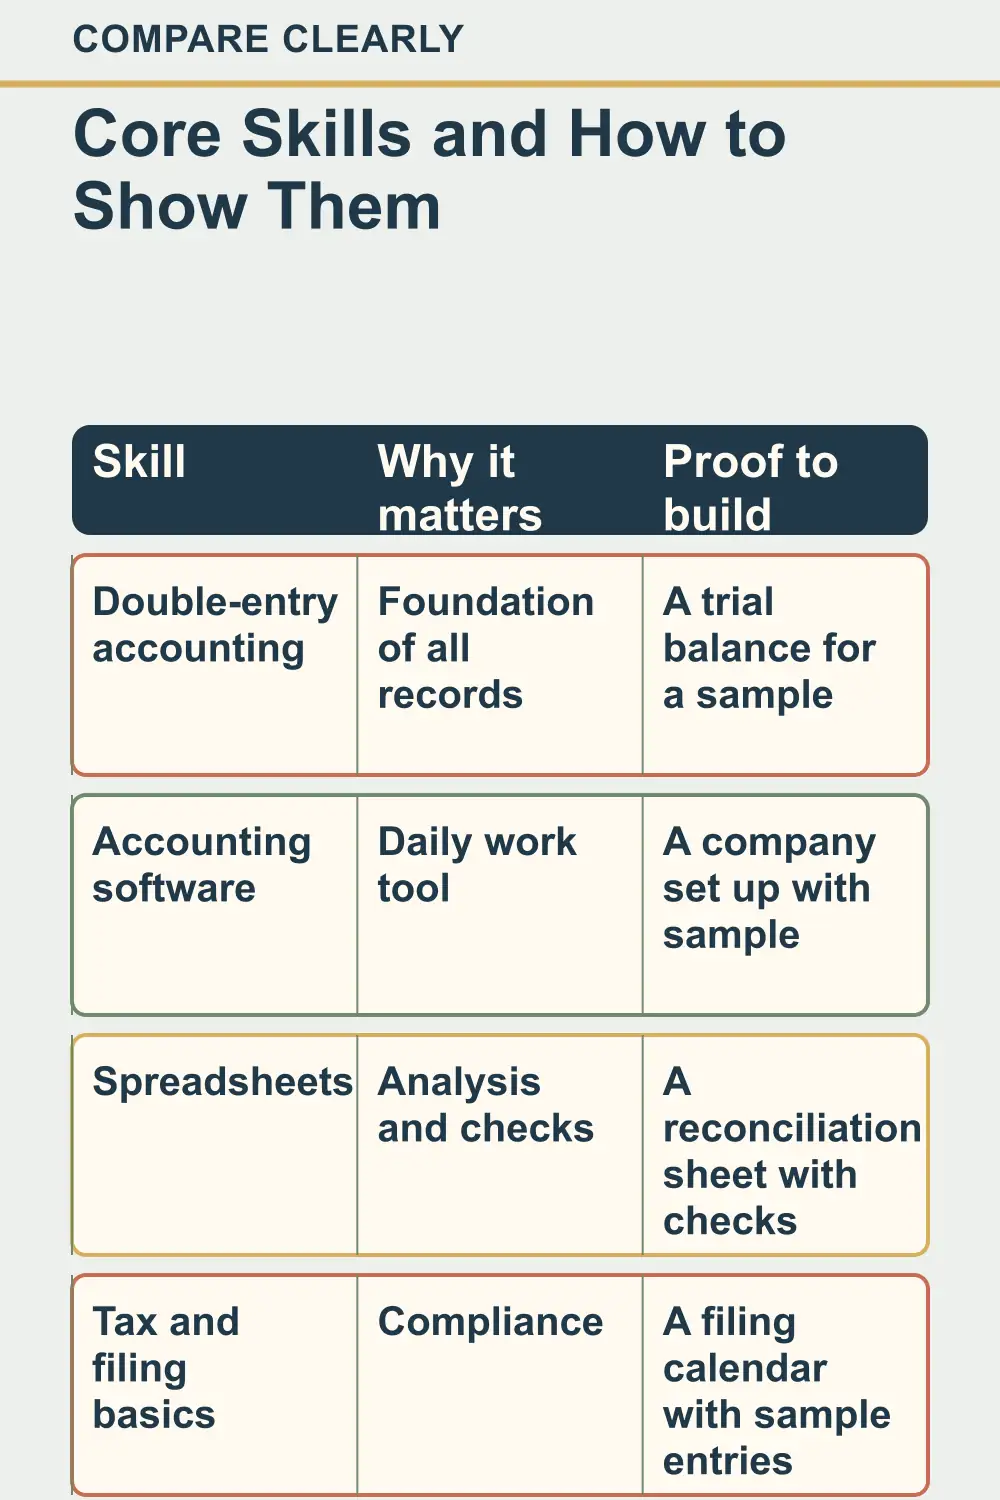 COMPARE CLEARLY
Core Skills and How to
Show Them
Skill
Why it
matters
Proof to
build
Double-entry
accounting
Foundation
of all
records
A trial
balance for
a sample
Accounting
software
Daily work
tool
A company
set up with
sample
Spreadsheets
Analysis
and checks
A
reconciliation
sheet with
checks
Tax and
filing
basics
Compliance
A filing
calendar
with sample
entries